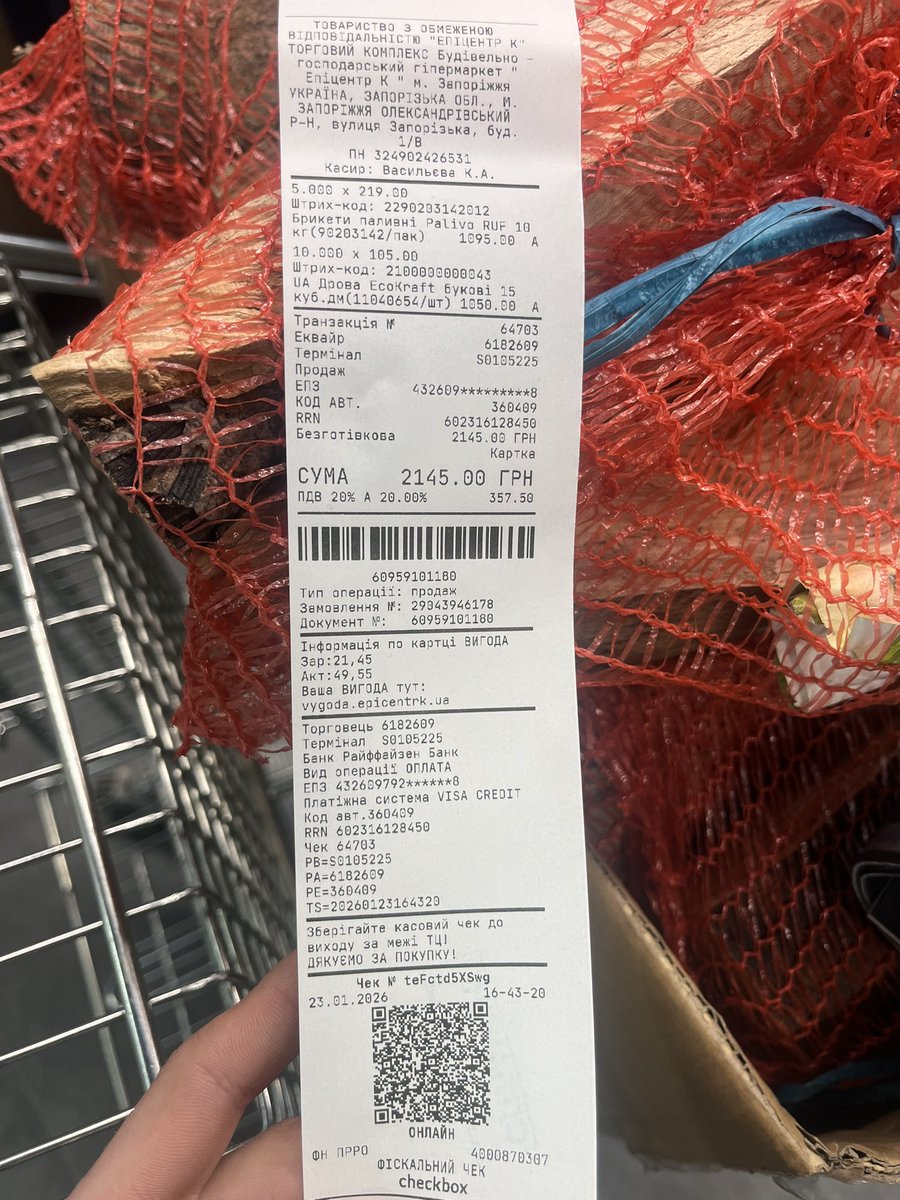 ТОВАРИСТВО З ОБМЕЖЕНОЮ
ВІДПОВІДАЛЬНІСТЮ "ЕПІЦЕНТР К"
ТОРГОВИЙ КОМПЛЕКС Будівельно -
господарський гіпермаркет "
Епіцентр К " м. Запоріжжя
УКРАЇНА, ЗАПОРІЗЬКА ОБЛ., М.
ЗАПОРІЖЖЯ ОЛЕКСАНДРІВСЬКИЙ
Р-Н, вулиця Запорізька, буд.
1/В
ПН 324902426531
Касир: Васильєва К.А.
5.000 x 219.00
Штрих-код: 2290203142012
Брикети паливні Palivo RUF 10
кг(90203142/пак) 1095.00 А
10.000 x 105.00
Штрих-код: 2100000000043
UA Дрова EcoKraft букові 15
куб.дм(11040654/шт) 1050.00 А
Транзакція № 64703
Еквайр 6182609
Термінал S0105225
Продаж
ЕПЗ 432609*********8
КОД АВТ. 360409
RRN 602316128450
Безготівкова 2145.00 ГРН
Картка
СУМА 2145.00 ГРН
ПДВ 20% А 20.00% 357.50
60959101180
Тип операції: продаж
Замовлення №: 29043946178
Документ №: 60959101180
Інформація по картці ВИГОДА
Зар:21,45
Акт:49,55
Ваша ВИГОДА тут:
vygoda.epicentrk.ua
Торговець 6182609
Термінал S0105225
Банк Райффайзен Банк
Вид операції ОПЛАТА
ЕПЗ 432609792******8
Платіжна система VISA CREDIT
Код авт.360409
RRN 602316128450
Чек 64703
PB=S0105225
PA=6182609
PE=360409
TS=20260123164320
Зберігайте касовий чек до
виходу за межі ТЦ!
ДЯКУЄМО ЗА ПОКУПКУ!
Чек № teFctd5XSwg
23.01.2026 16-43-20
ОНЛАЙН
ФН ПРРО 4000870307
ФІСКАЛЬНИЙ ЧЕК
checkbox